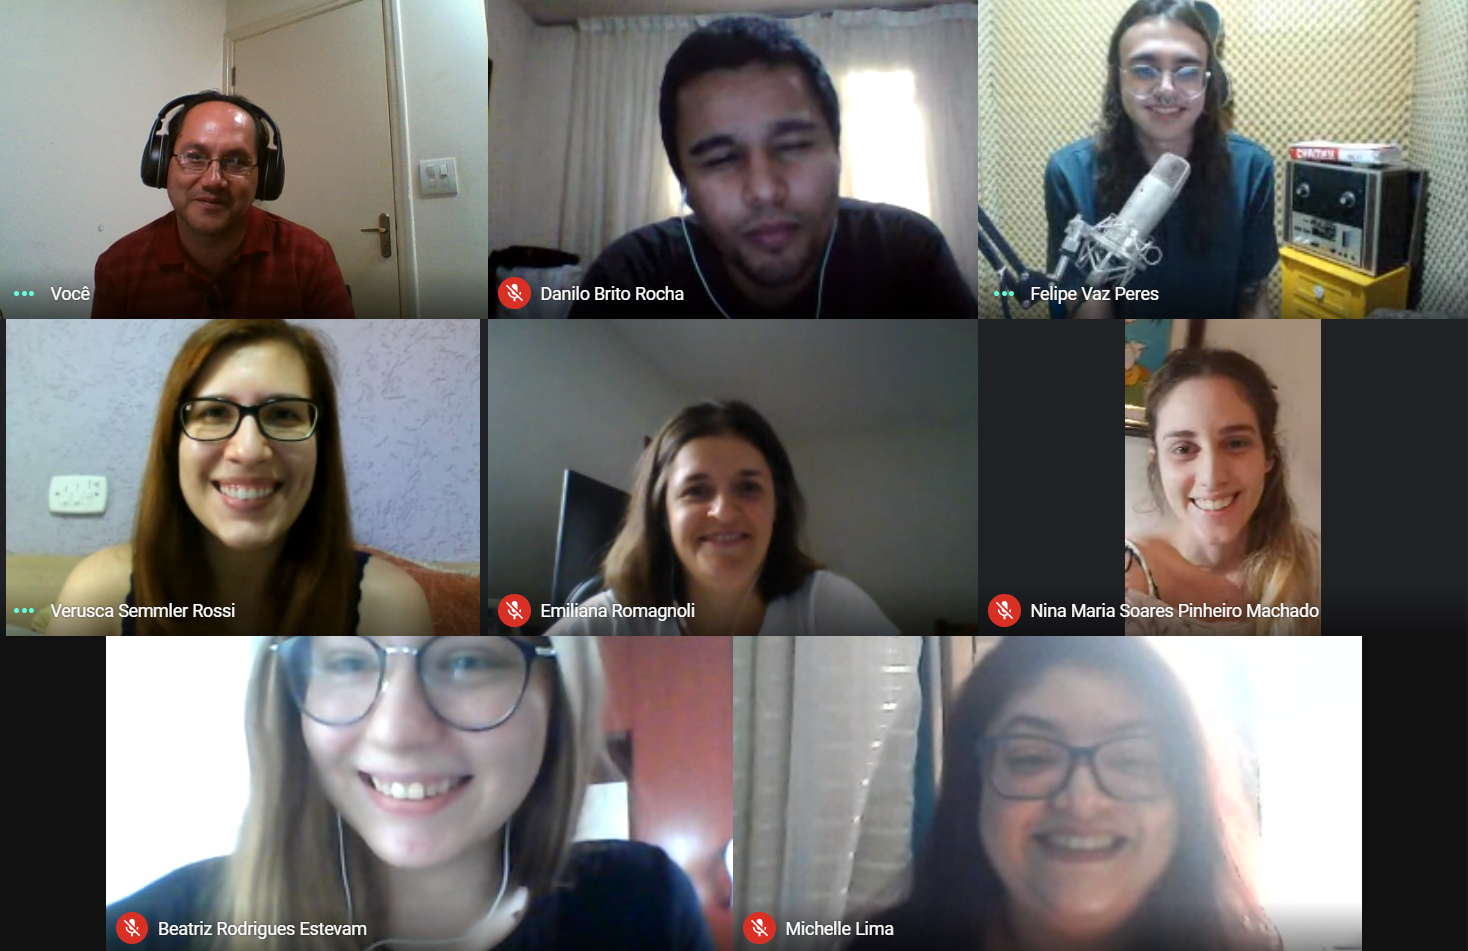 Você
Danilo Brito Rocha
Felipe Vaz Peres
Verusca Semmler Rossi
Emiliana Romagnoli
Nina Maria Soares Pinheiro Machado
Beatriz Rodrigues Estevam
Michelle Lima